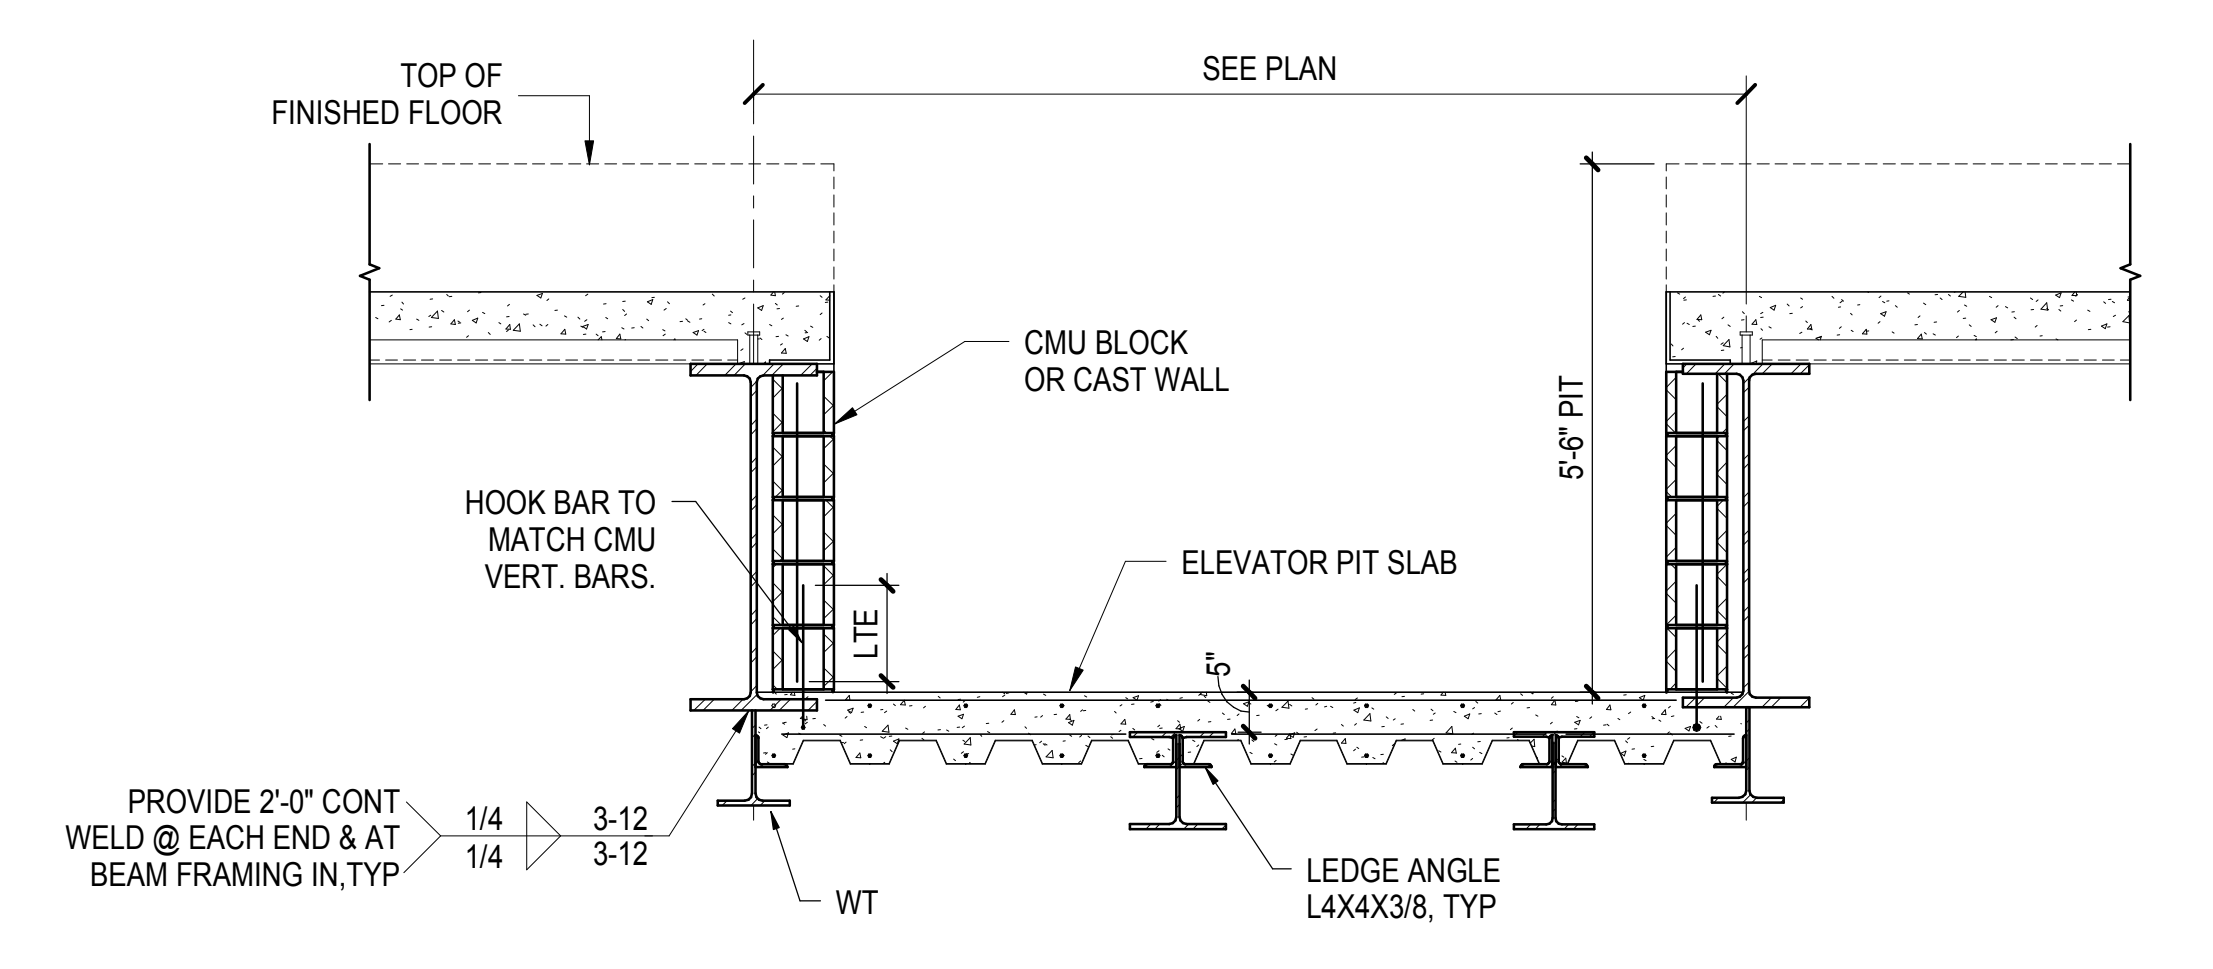 TOP OF
FINISHED FLOOR
SEE PLAN
CMU BLOCK
OR CAST WALL
5'-6" PIT
HOOK BAR TO
MATCH CMU
VERT. BARS.
LTE
ELEVATOR PIT SLAB
5"
PROVIDE 2'-0" CONT
WELD @ EACH END & AT
BEAM FRAMING IN,TYP
1/4 3-12
1/4 3-12
WT
LEDGE ANGLE
L4X4X3/8, TYP